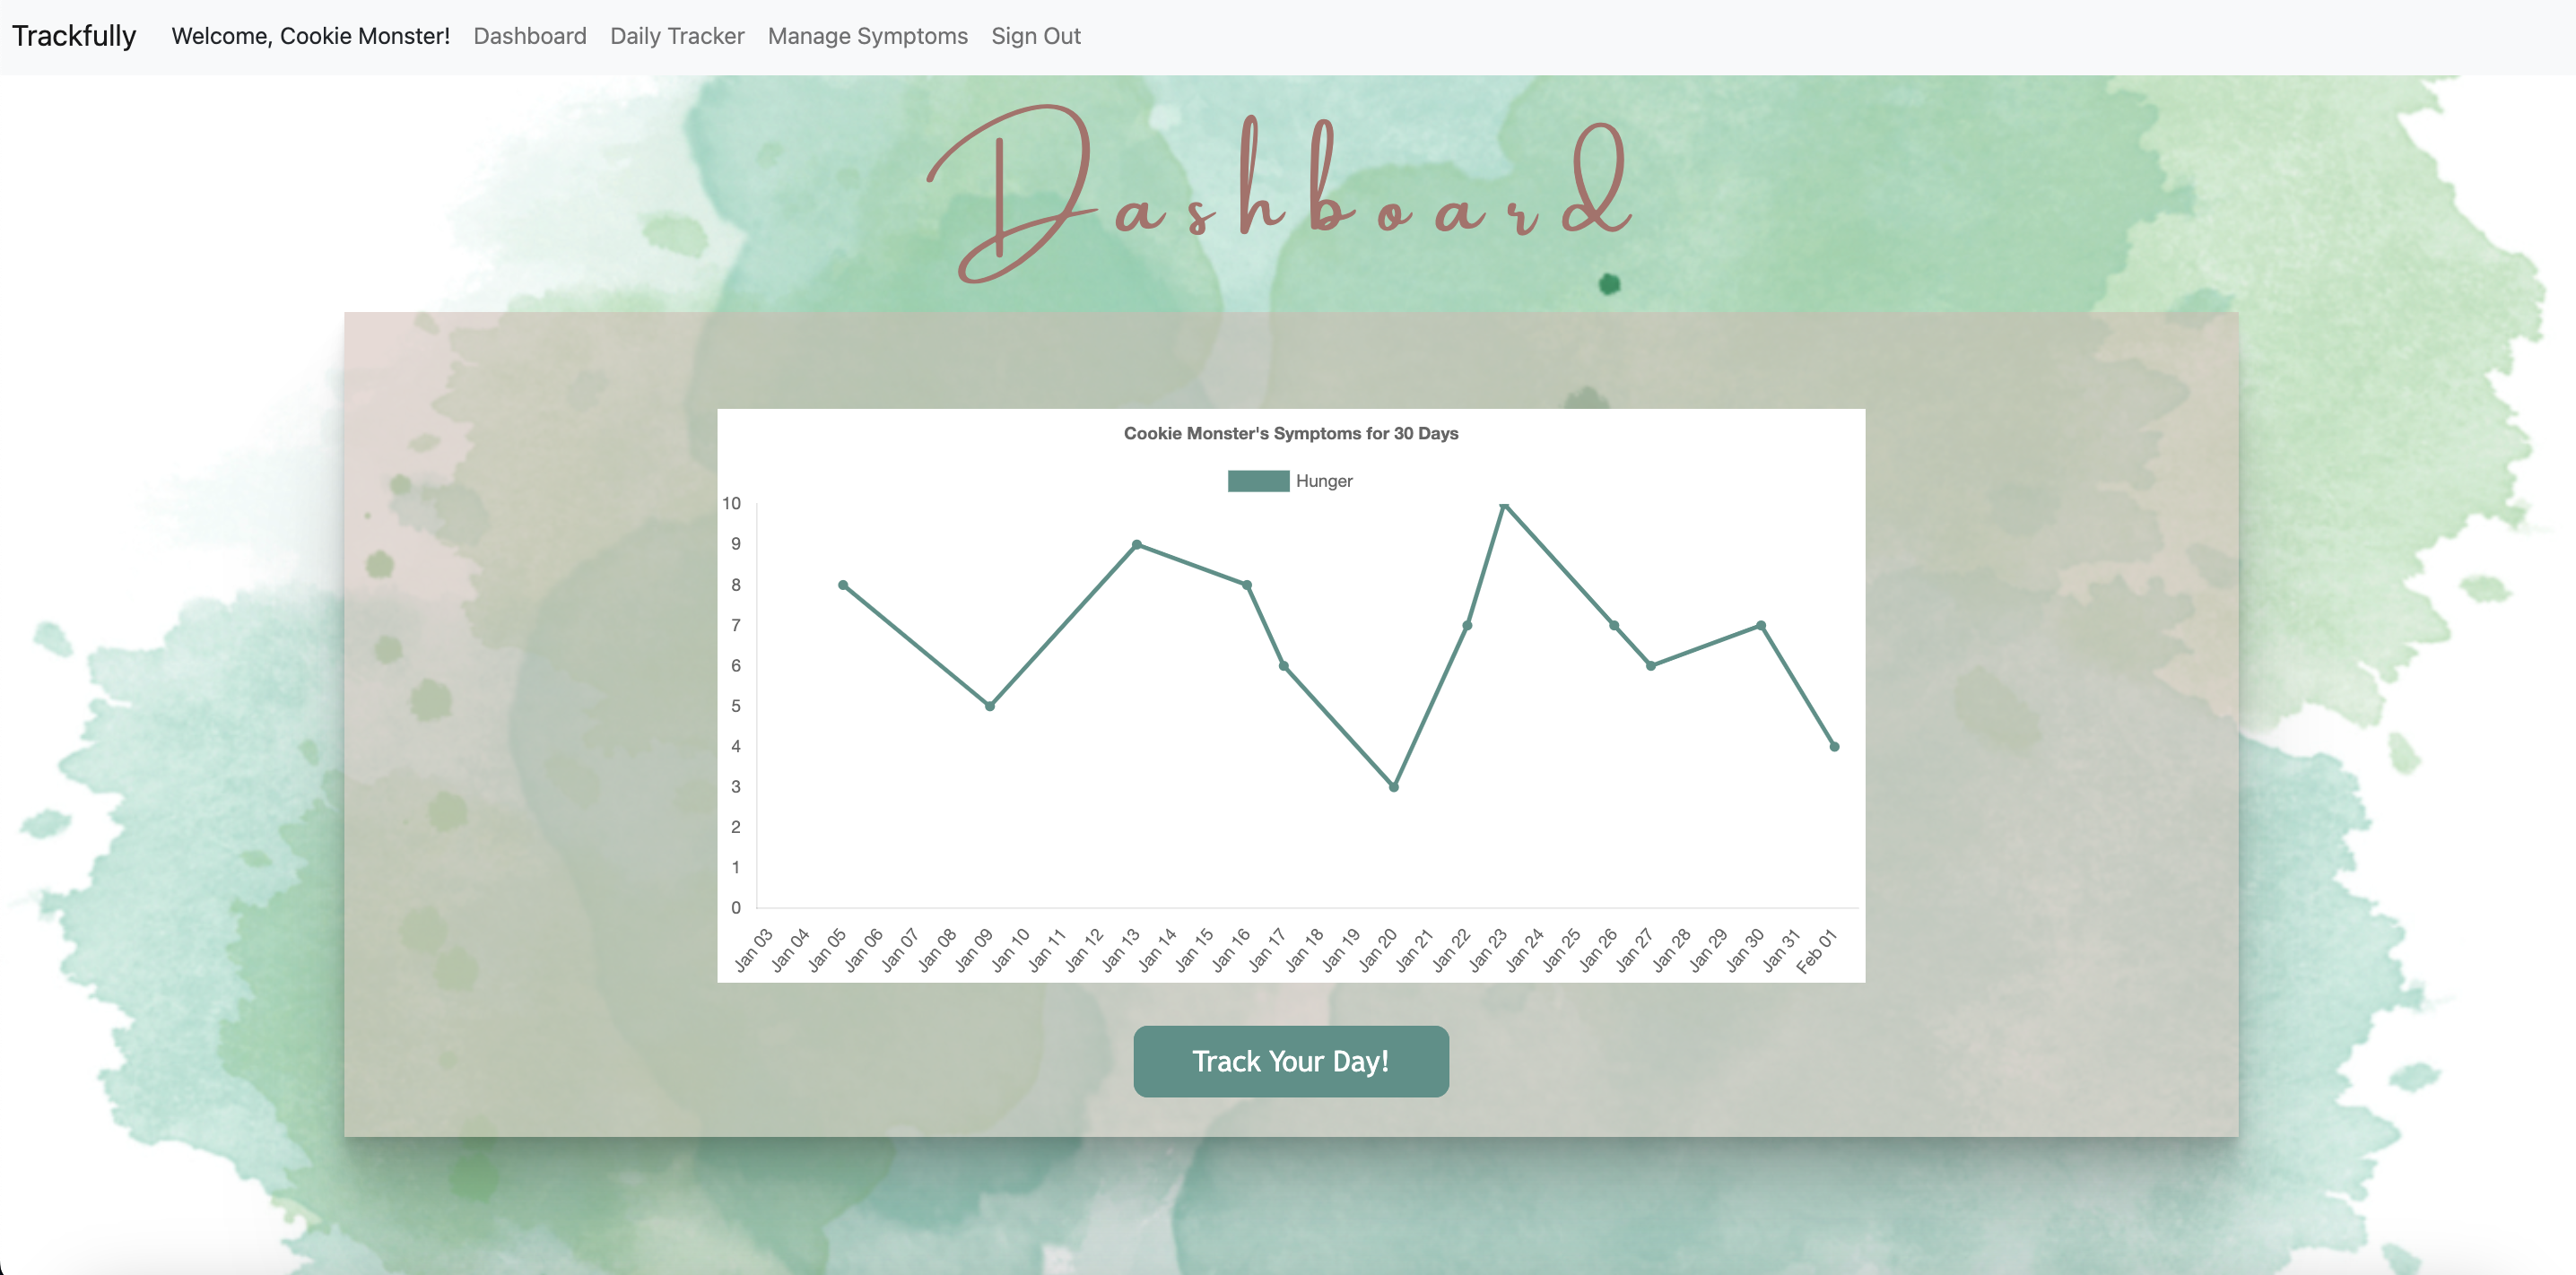 Trackfully Welcome, Cookie Monster! Dashboard Daily Tracker Manage Symptoms Sign Out
Dashboard
Cookie Monster's Symptoms for 30 Days
Hunger
10
9
8
7
6
5
4
3
2
1
0
Jan 03 Jan 04 Jan 05 Jan 06 Jan 07 Jan 08 Jan 09 Jan 10 Jan 11 Jan 12 Jan 13 Jan 14 Jan 15 Jan 16 Jan 17 Jan 18 Jan 19 Jan 20 Jan 21 Jan 22 Jan 23 Jan 24 Jan 25 Jan 26 Jan 27 Jan 28 Jan 29 Jan 30 Jan 31 Feb 01
Track Your Day!